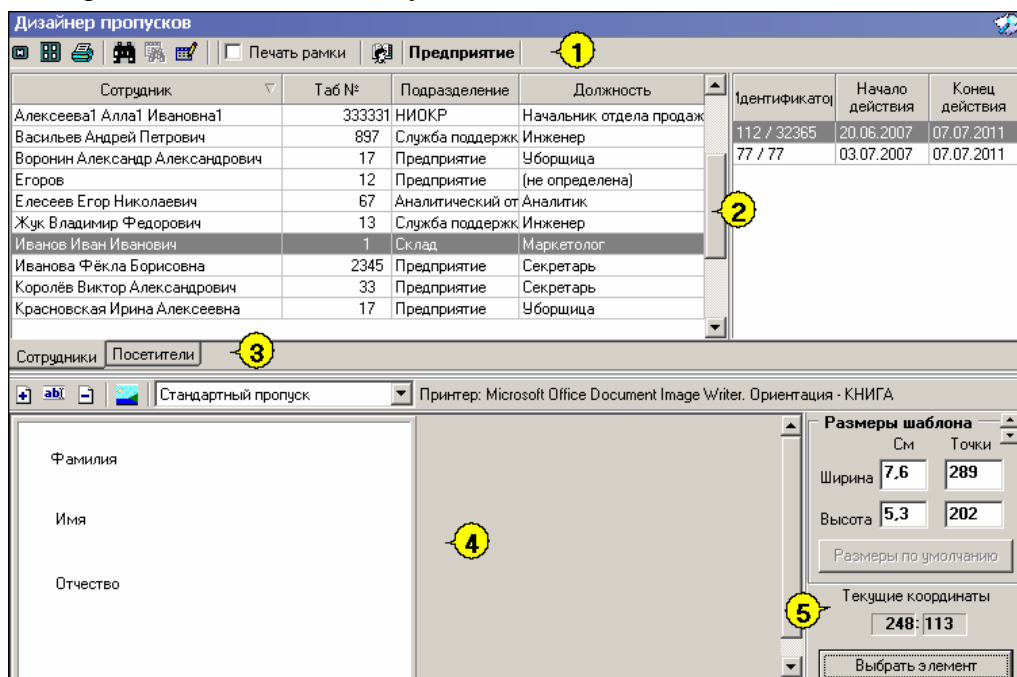 Дизайнер пропусков
Печать рамки Предприятие 1
Сотрудник Таб № Подразделение Должность
Алексеева1 Алла1 Ивановна1 333331 НИОКР Начальник отдела продаж
Васильев Андрей Петрович 897 Служба поддержк Инженер
Воронин Александр Александрович 17 Предприятие Уборщица
Егоров 12 Предприятие (не определена)
Елесеев Егор Николаевич 67 Аналитический от Аналитик
Жук Владимир Федорович 13 Служба поддержк Инженер
Иванов Иван Иванович 1 Склад Маркетолог
Иванова Фёкла Борисовна 2345 Предприятие Секретарь
Королёв Виктор Александрович 33 Предприятие Секретарь
Красновская Ирина Алексеевна 17 Предприятие Уборщица
Идентификатор Начало действия Конец действия
112 / 32365 20.06.2007 07.07.2011
77 / 77 03.07.2007 07.07.2011
2
Сотрудники Посетители 3
abI Стандартный пропуск Принтер: Microsoft Office Document Image Writer. Ориентация - КНИГА
Фамилия
Имя
Отчество
4
Размеры шаблона
См Точки
Ширина 7,6 289
Высота 5,3 202
Размеры по умолчанию
5
Текущие координаты
248: 113
Выбрать элемент